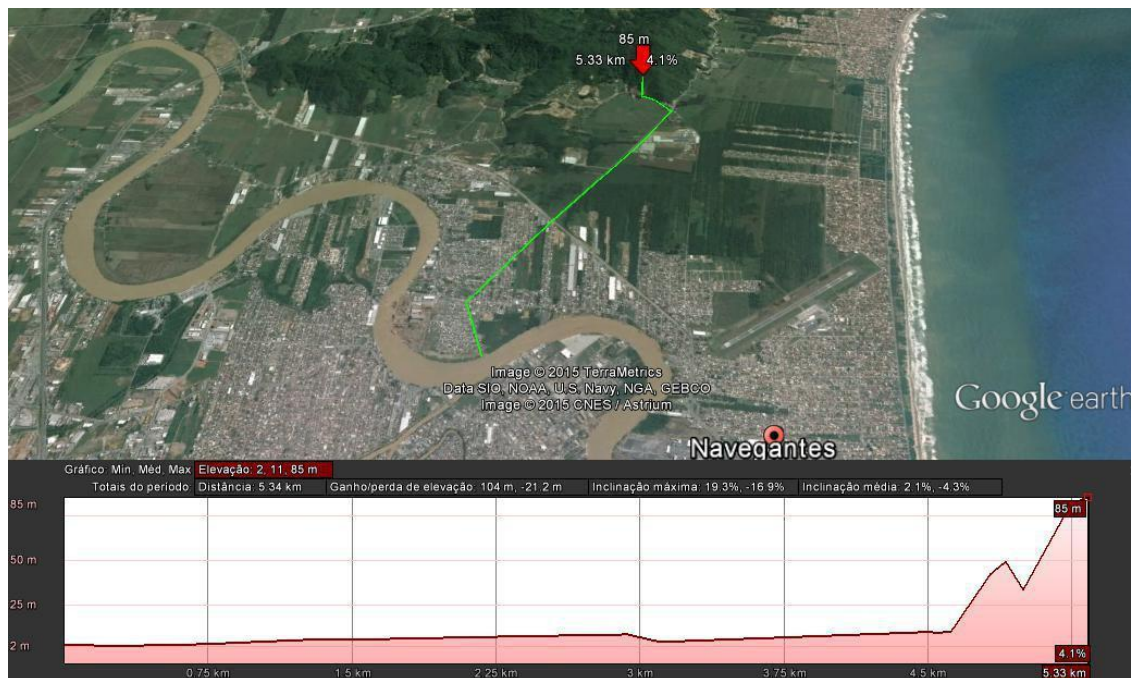 85 m
5.33 km 4.1%
Image © 2015 TerraMetrics
Data SIO, NOAA, U.S. Navy, NGA, GEBCO
Image © 2015 CNES / Astrium
Google earth
Navegantes
Gráfico: Min, Méd, Max Elevação: 2, 11, 85 m
Totais do período: Distância: 5.34 km Ganho/perda de elevação: 104 m, -21.2 m Inclinação máxima: 19.3%, -16.9% Inclinação média: 2.1%, -4.3%
85 m 85 m
50 m
25 m
2 m 4.1%
0.75 km 1.5 km 2.25 km 3 km 3.75 km 4.5 km 5.33 km